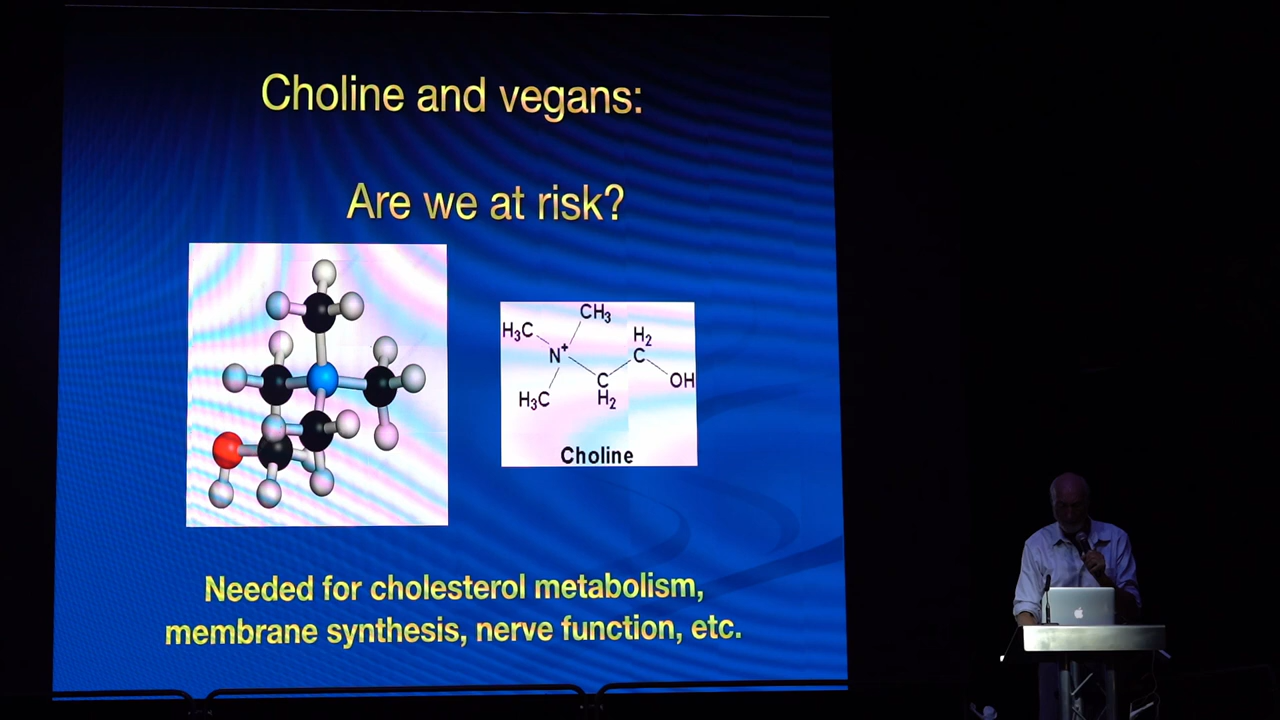 Choline and vegans:
Are we at risk?
CH₃
H₃C
H₂
N⁺
C
C
OH
H₃C
H₂
Choline
Needed for cholesterol metabolism,
membrane synthesis, nerve function, etc.